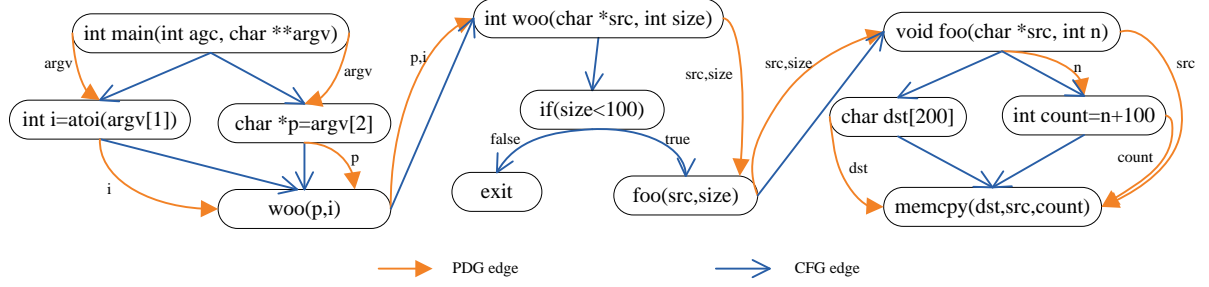 int main(int agc, char **argv)
argv
argv
int i=atoi(argv[1])
char *p=argv[2]
i
p
woo(p,i)
p,i
int woo(char *src, int size)
if(size<100)
false
true
exit
foo(src,size)
src,size
src,size
void foo(char *src, int n)
n
src
char dst[200]
int count=n+100
dst
count
memcpy(dst,src,count)
PDG edge
CFG edge